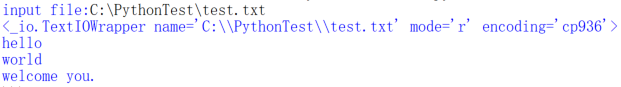 input file:C:\PythonTest\test.txt
<_io.TextIOWrapper name='C:\\PythonTest\\test.txt' mode='r' encoding='cp936'>
hello
world
welcome you.